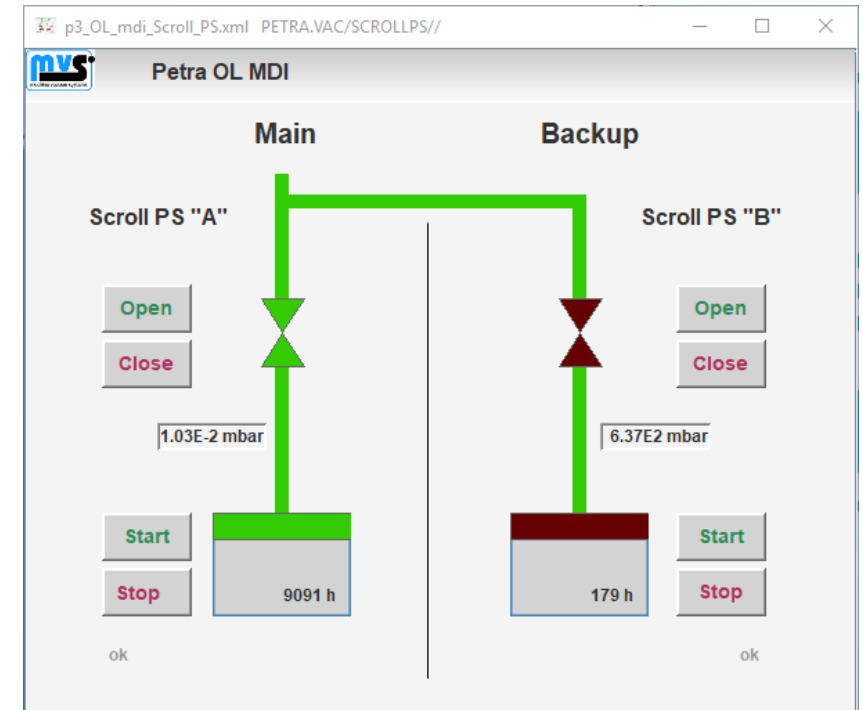 p3_OL_mdi_Scroll_PS.xml PETRA.VAC/SCROLLPS//
mvs
Petra OL MDI
Main
Backup
Scroll PS "A"
Scroll PS "B"
Open
Open
Close
Close
1.03E-2 mbar
6.37E2 mbar
Start
Start
Stop
9091 h
179 h
Stop
ok
ok